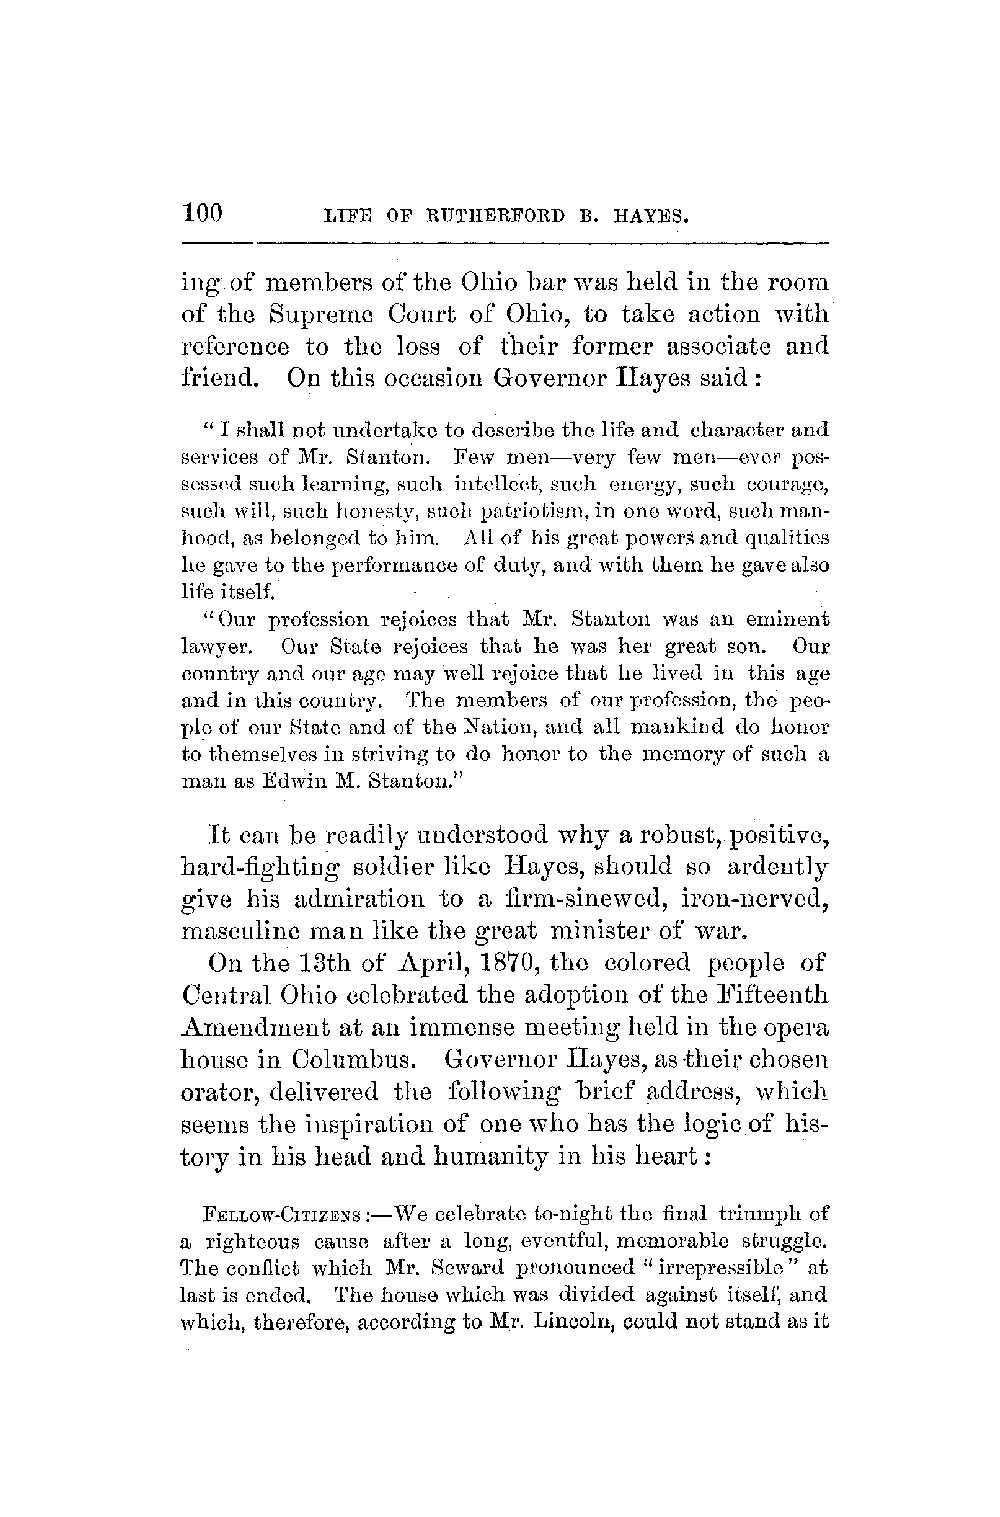 100 LIFE OF RUTHERFORD B. HAYES.
ing of members of the Ohio bar was held in the room
of the Supreme Court of Ohio, to take action with
reference to the loss of their former associate and
friend. On this occasion Governor Hayes said:
"I shall not undertake to describe the life and character and
services of Mr. Stanton. Few men—very few men—ever pos-
sessed such learning, such intellect, such energy, such courage,
such will, such honesty, such patriotism, in one word, such man-
hood, as belonged to him. All of his great powers and qualities
he gave to the performance of duty, and with them he gave also
life itself.
"Our profession rejoices that Mr. Stanton was an eminent
lawyer. Our State rejoices that he was her great son. Our
country and our age may well rejoice that he lived in this age
and in this country. The members of our profession, the peo-
ple of our State and of the Nation, and all mankind do honor
to themselves in striving to do honor to the memory of such a
man as Edwin M. Stanton."
It can be readily understood why a robust, positive,
hard-fighting soldier like Hayes, should so ardently
give his admiration to a firm-sinewed, iron-nerved,
masculine man like the great minister of war.
On the 13th of April, 1870, the colored people of
Central Ohio celebrated the adoption of the Fifteenth
Amendment at an immense meeting held in the opera
house in Columbus. Governor Hayes, as their chosen
orator, delivered the following brief address, which
seems the inspiration of one who has the logic of his-
tory in his head and humanity in his heart:
FELLOW-CITIZENS:—We celebrate to-night the final triumph of
a righteous cause after a long, eventful, memorable struggle.
The conflict which Mr. Seward pronounced "irrepressible" at
last is ended. The house which was divided against itself, and
which, therefore, according to Mr. Lincoln, could not stand as it